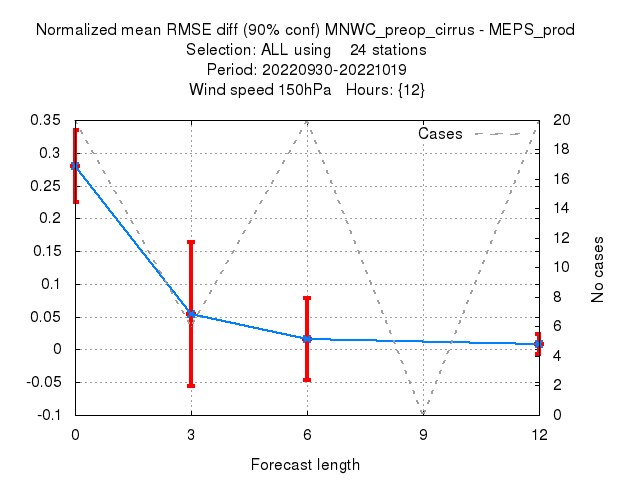 Normalized mean RMSE diff (90% conf) MNWC_preop_cirrus - MEPS_prod
Selection: ALL using 24 stations
Period: 20220930-20221019
Wind speed 150hPa Hours: {12}
Cases
0.35
0.3
0.25
0.2
0.15
0.1
0.05
0
-0.05
-0.1
20
18
16
14
12
10
8
6
4
2
0
No cases
0 3 6 9 12
Forecast length